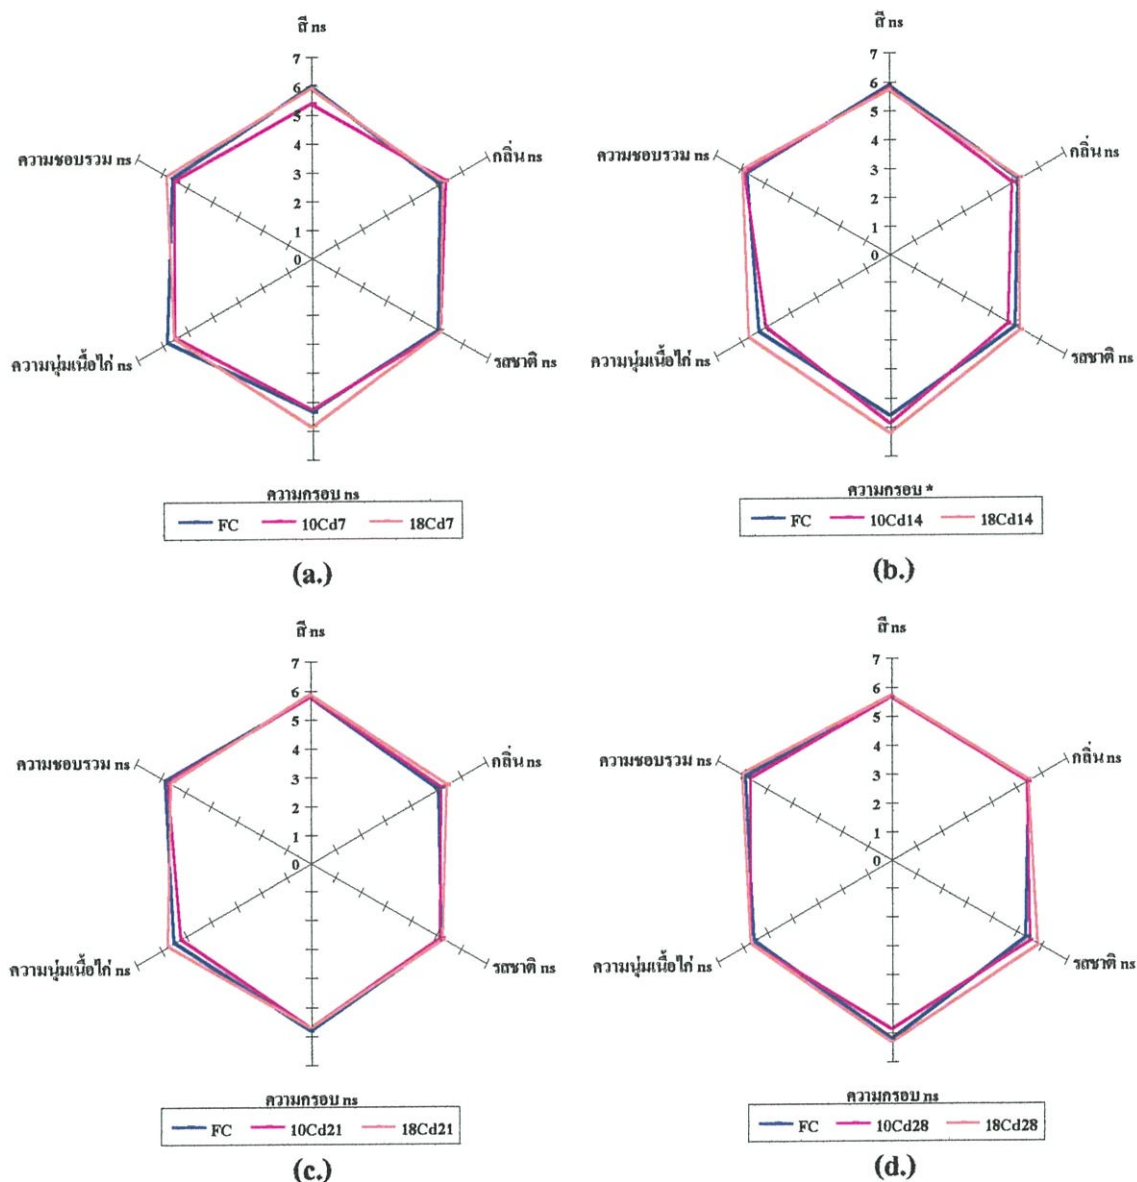 สี ns
7
6
5
4
3
2
1
0
กลิ่น ns
รสชาติ ns
ความกรอบ ns
ความนุ่มเนื้อไก่ ns
ความชอบรวม ns
FC 10Cd7 18Cd7
(a.)
สี ns
7
6
5
4
3
2
1
0
กลิ่น ns
รสชาติ ns
ความกรอบ *
ความนุ่มเนื้อไก่ ns
ความชอบรวม ns
FC 10Cd14 18Cd14
(b.)
สี ns
7
6
5
4
3
2
1
0
กลิ่น ns
รสชาติ ns
ความกรอบ ns
ความนุ่มเนื้อไก่ ns
ความชอบรวม ns
FC 10Cd21 18Cd21
(c.)
สี ns
7
6
5
4
3
2
1
0
กลิ่น ns
รสชาติ ns
ความกรอบ ns
ความนุ่มเนื้อไก่ ns
ความชอบรวม ns
FC 10Cd28 18Cd28
(d.)